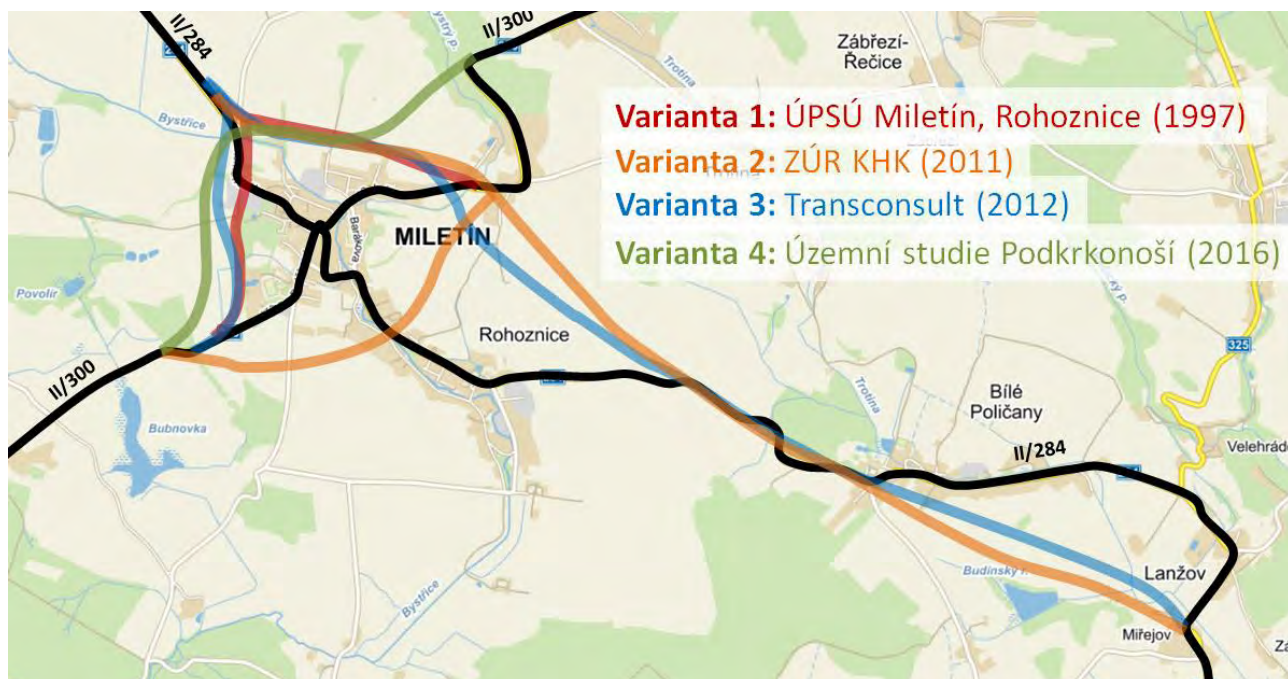 II/284
II/300
Bystrý p.
Trotina
Zábřezí-
Řečice
Bystřice
Varianta 1: ÚPSÚ Miletín, Rohoznice (1997)
Varianta 2: ZÚR KHK (2011)
Varianta 3: Transconsult (2012)
Varianta 4: Územní studie Podkrkonoší (2016)
Barákova
MILETÍN
Povolír
Rohoznice
325
II/300
Trotina
Bílé
Poličany
Velehrád
Bubnovka
II/284
Budínský r.
Lanžov
Bystřice
Miřejov